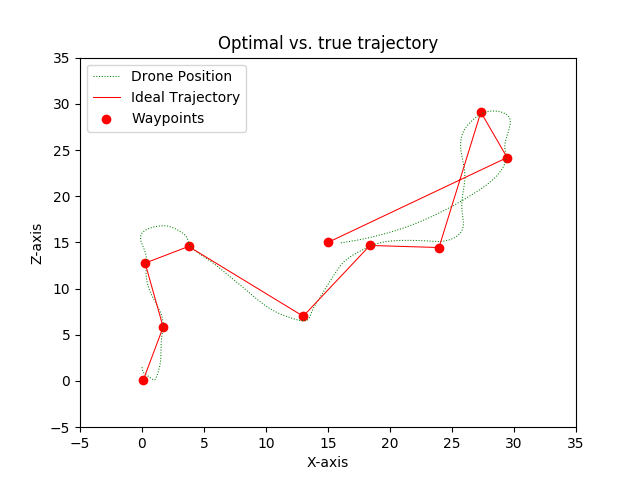 Optimal vs. true trajectory
Drone Position
Ideal Trajectory
Waypoints
Z-axis
35
30
25
20
15
10
5
0
−5
−5 0 5 10 15 20 25 30 35
X-axis